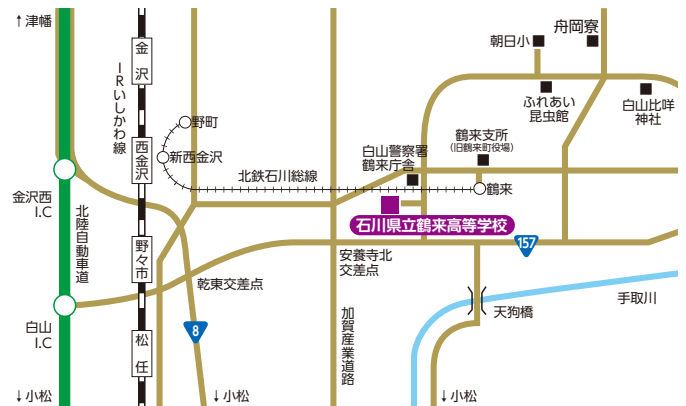 ↑津幡
金沢
IRいしかわ線
野町
西金沢
新西金沢
北鉄石川総線
金沢西
I.C
北陸自動車道
野々市
乾東交差点
白山
I.C
8
松任
↓小松
↓小松
朝日小
舟岡寮
ふれあい
昆虫館
白山比咩
神社
鶴来支所
(旧鶴来町役場)
白山警察署
鶴来庁舎
鶴来
石川県立鶴来高等学校
157
安養寺北
交差点
加賀産業道路
天狗橋
手取川
↓小松